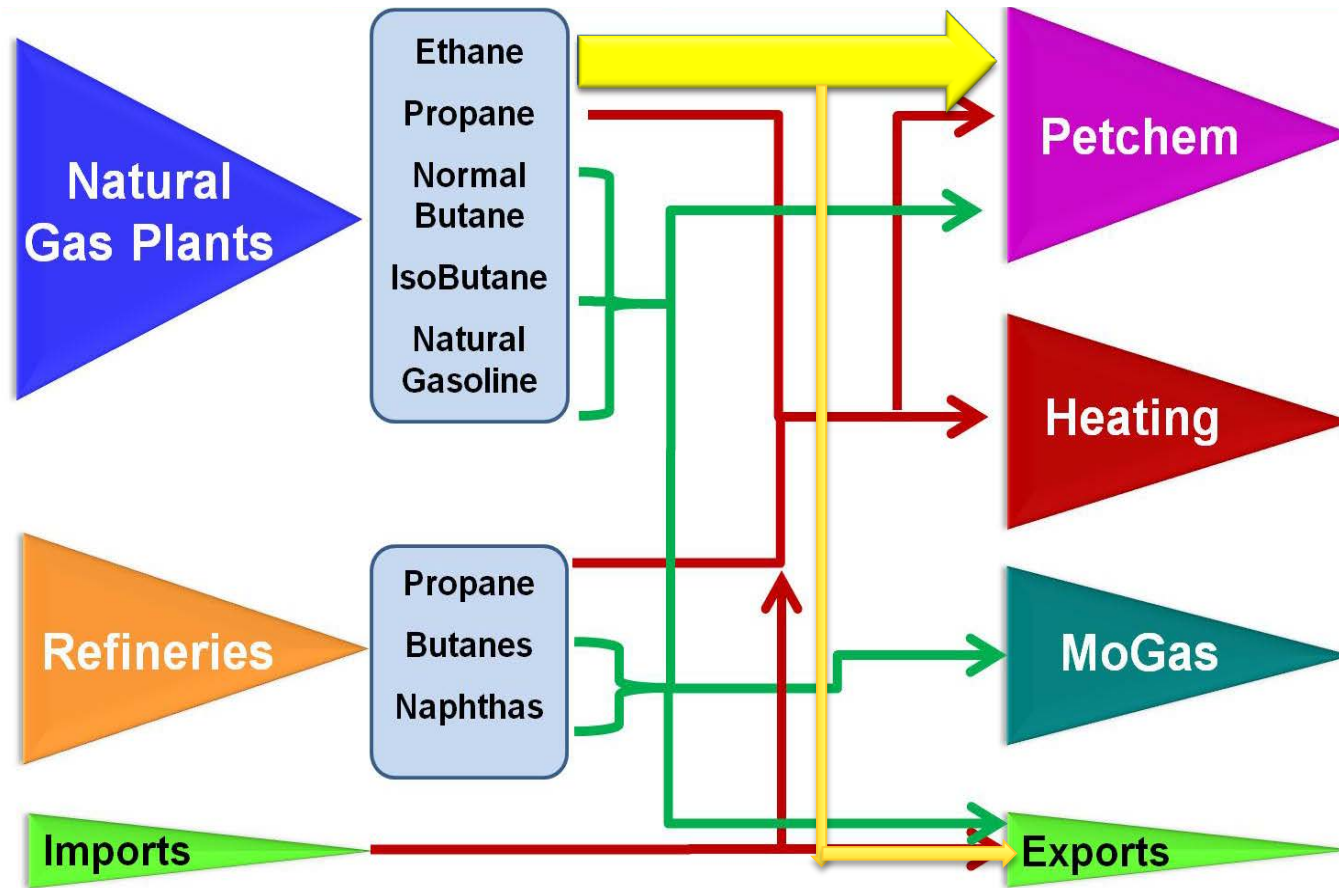 Natural
Gas Plants
Ethane
Propane
Normal
Butane
IsoButane
Natural
Gasoline
Petchem
Heating
Refineries
Propane
Butanes
Naphthas
MoGas
Imports
Exports